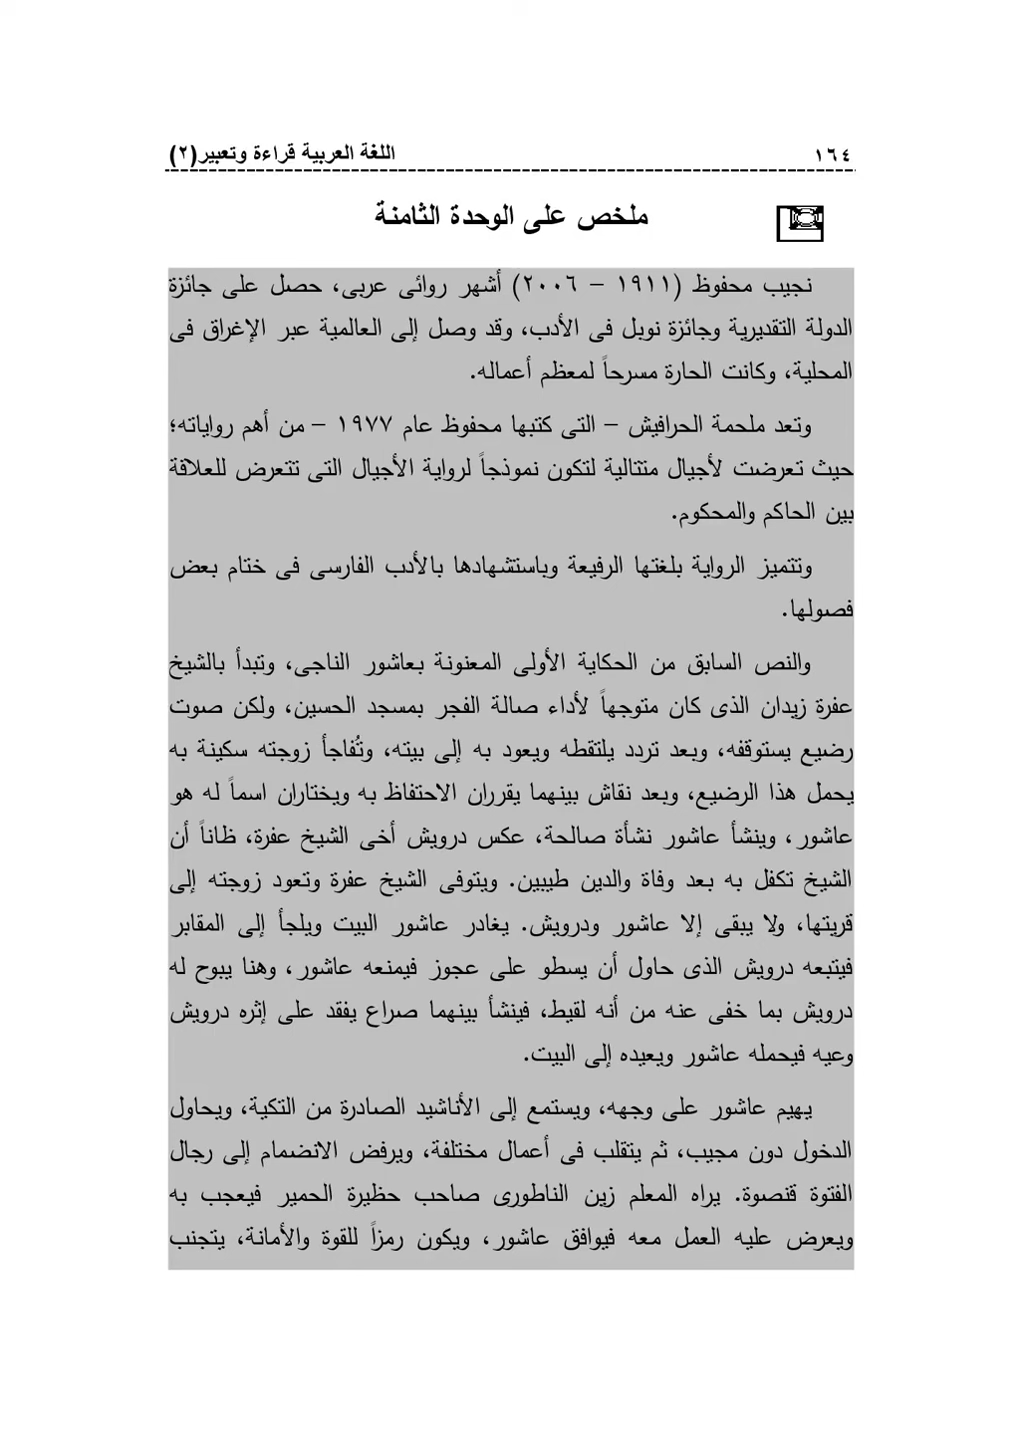 ١٦٤
اللغة العربية قراءة وتعبير(٢)
ملخص على الوحدة الثامنة
نجيب محفوظ (١٩١١ – ٢٠٠٦) أشهر روائى عربى، حصل على جائزة
الدولة التقديرية وجائزة نوبل فى الأدب، وقد وصل إلى العالمية عبر الإغراق فى
المحلية، وكانت الحارة مسرحاً لمعظم أعماله.
وتعد ملحمة الحرافيش – التى كتبها محفوظ عام ١٩٧٧ – من أهم رواياته؛
حيث تعرضت لأجيال متتالية لتكون نموذجاً لرواية الأجيال التى تتعرض للعلاقة
بين الحاكم والمحكوم.
وتتميز الرواية بلغتها الرفيعة وباستشهادها بالأدب الفارسى فى ختام بعض
فصولها.
والنص السابق من الحكاية الأولى المعنونة بعاشور الناجى، وتبدأ بالشيخ
عفرة زيدان الذى كان متوجهاً لأداء صالة الفجر بمسجد الحسين، ولكن صوت
رضيع يستوقفه، وبعد تردد يلتقطه ويعود به إلى بيته، وتُفاجأ زوجته سكينة به
يحمل هذا الرضيع، وبعد نقاش بينهما يقرران الاحتفاظ به ويختاران اسماً له هو
عاشور، وينشأ عاشور نشأة صالحة، عكس درويش أخى الشيخ عفرة، ظاناً أن
الشيخ تكفل به بعد وفاة والدين طيبين. ويتوفى الشيخ عفرة وتعود زوجته إلى
قريتها، ولا يبقى إلا عاشور ودرويش. يغادر عاشور البيت ويلجأ إلى المقابر
فيتبعه درويش الذى حاول أن يسطو على عجوز فيمنعه عاشور، وهنا يبوح له
درويش بما خفى عنه من أنه لقيط، فينشأ بينهما صراع يفقد على إثره درويش
وعيه فيحمله عاشور ويعيده إلى البيت.
يهيم عاشور على وجهه، ويستمع إلى الأناشيد الصادرة من التكية، ويحاول
الدخول دون مجيب، ثم يتقلب فى أعمال مختلفة، ويرفض الانضمام إلى رجال
الفتوة قنصوة. يراه المعلم زين الناطورى صاحب حظيرة الحمير فيعجب به
ويعرض عليه العمل معه فيوافق عاشور، ويكون رمزاً للقوة والأمانة، يتجنب